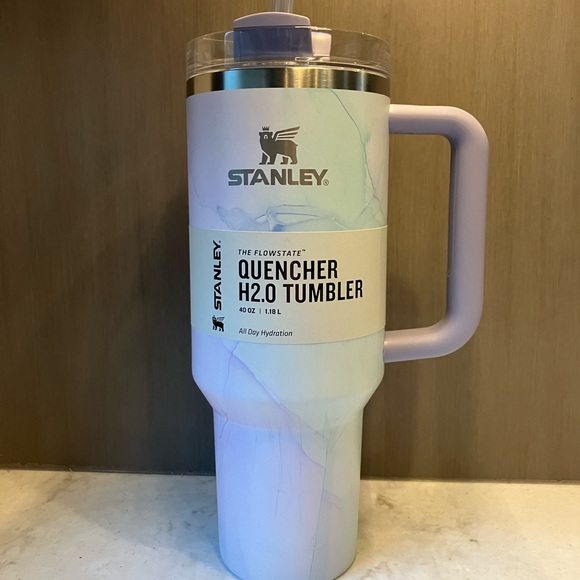 STANLEY®
STANLEY®
THE FLOWSTATE™
QUENCHER
H2.0 TUMBLER
40 OZ | 1.18 L
All Day Hydration